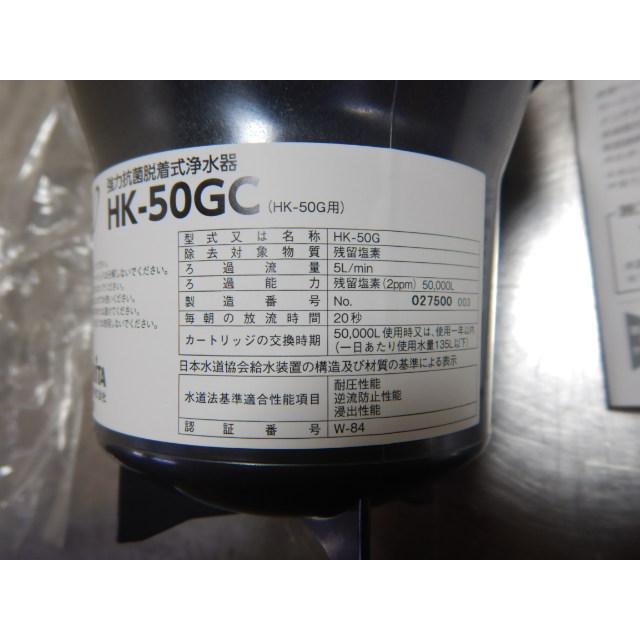 強力抗菌脱着式浄水器
HK-50GC (HK-50G用)
型式又は名称 HK-50G
除去対象物質 残留塩素
ろ過流量 5L/min
ろ過能力 残留塩素(2ppm) 50,000L
製造番号 No. 027500 003
毎朝の放流時間 20秒
カートリッジの交換時期 50,000L使用時又は、使用一年以内
(一日あたり使用水量135L以下)
日本水道協会給水装置の構造及び材質の基準による表示
水道法基準適合性能項目 耐圧性能
逆流防止性能
浸出性能
認証番号 W-84